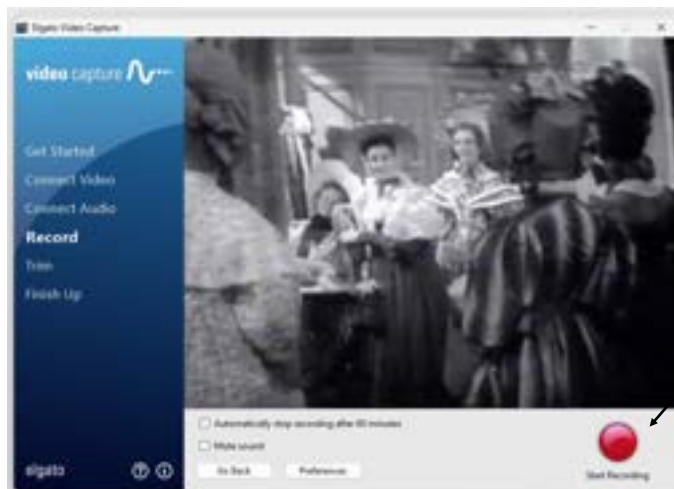 Elgato Video Capture
video capture
Get Started
Connect Video
Connect Audio
Record
Trim
Finish Up
Automatically stop recording after 60 minutes
Mute sound
Go Back
Preferences
Start Recording
elgato